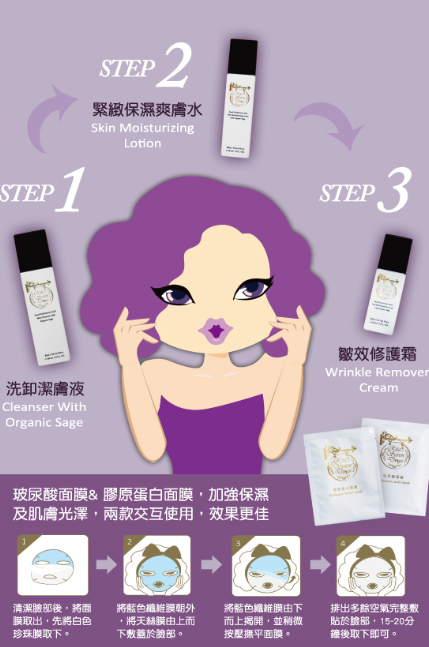 STEP 2
緊緻保濕爽膚水
Skin Moisturizing
Lotion
STEP 1
洗卸潔膚液
Cleanser With
Organic Sage
STEP 3
皺效修護霜
Wrinkle Remover
Cream
玻尿酸面膜& 膠原蛋白面膜，加強保濕
及肌膚光澤，兩款交互使用，效果更佳
1
清潔臉部後，將面
膜取出，先將白色
珍珠膜取下。
2
將藍色纖維膜朝外
，將天絲膜由上而
下敷蓋於臉部。
3
將藍色纖維膜由下
而上揭開，並稍微
按壓撫平面膜。
4
排出多餘空氣完整敷
貼於臉部，15-20分
鐘後取下即可。